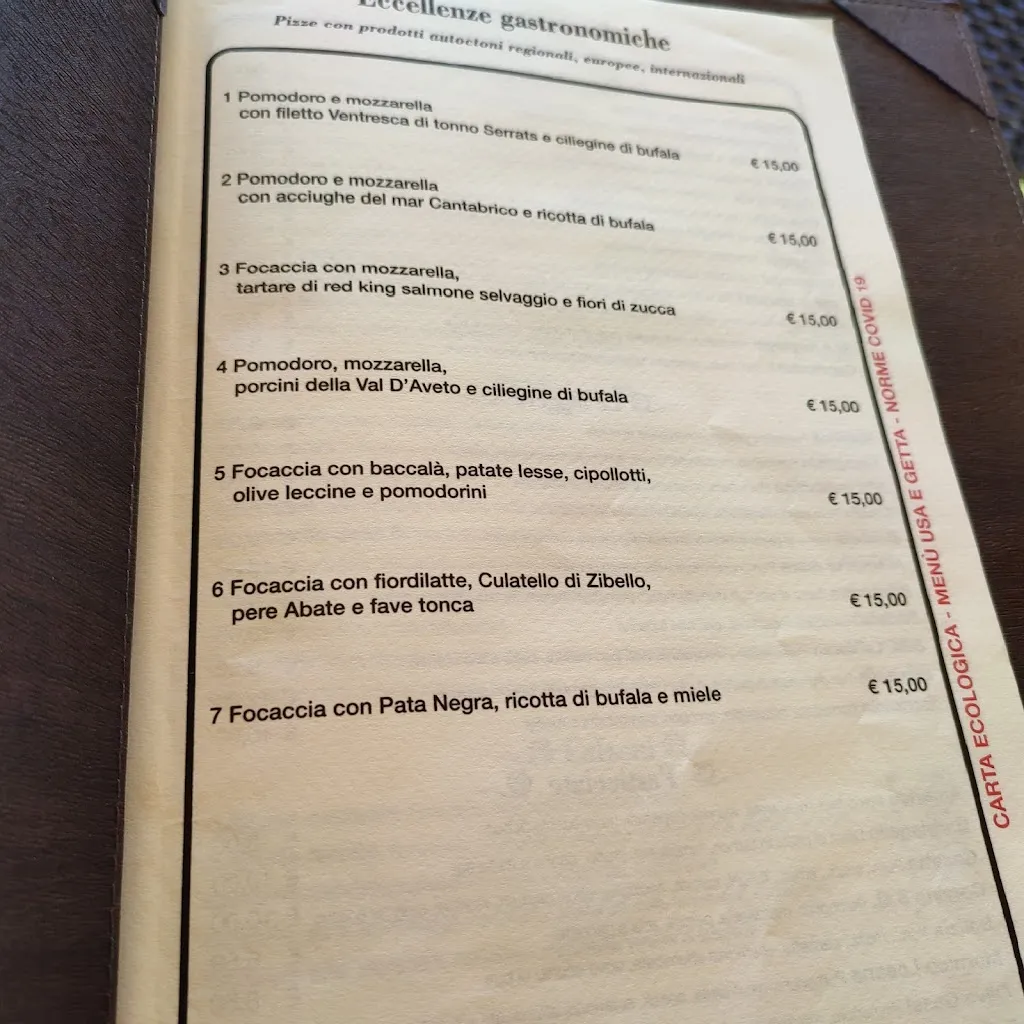 Eccellenze gastronomiche
Pizze con prodotti autoctoni regionali, europee, internazionali
1 Pomodoro e mozzarella
con filetto Ventresca di tonno Serrats e ciliegine di bufala
€ 15,00
2 Pomodoro e mozzarella
con acciughe del mar Cantabrico e ricotta di bufala
€ 15,00
3 Focaccia con mozzarella,
tartare di red king salmone selvaggio e fiori di zucca
€ 15,00
4 Pomodoro, mozzarella,
porcini della Val D'Aveto e ciliegine di bufala
€ 15,00
5 Focaccia con baccalà, patate lesse, cipollotti,
olive leccine e pomodorini
€ 15,00
6 Focaccia con fiordilatte, Culatello di Zibello,
pere Abate e fave tonca
€ 15,00
7 Focaccia con Pata Negra, ricotta di bufala e miele
€ 15,00
CARTA ECOLOGICA - MENÙ USA E GETTA - NORME COVID 19